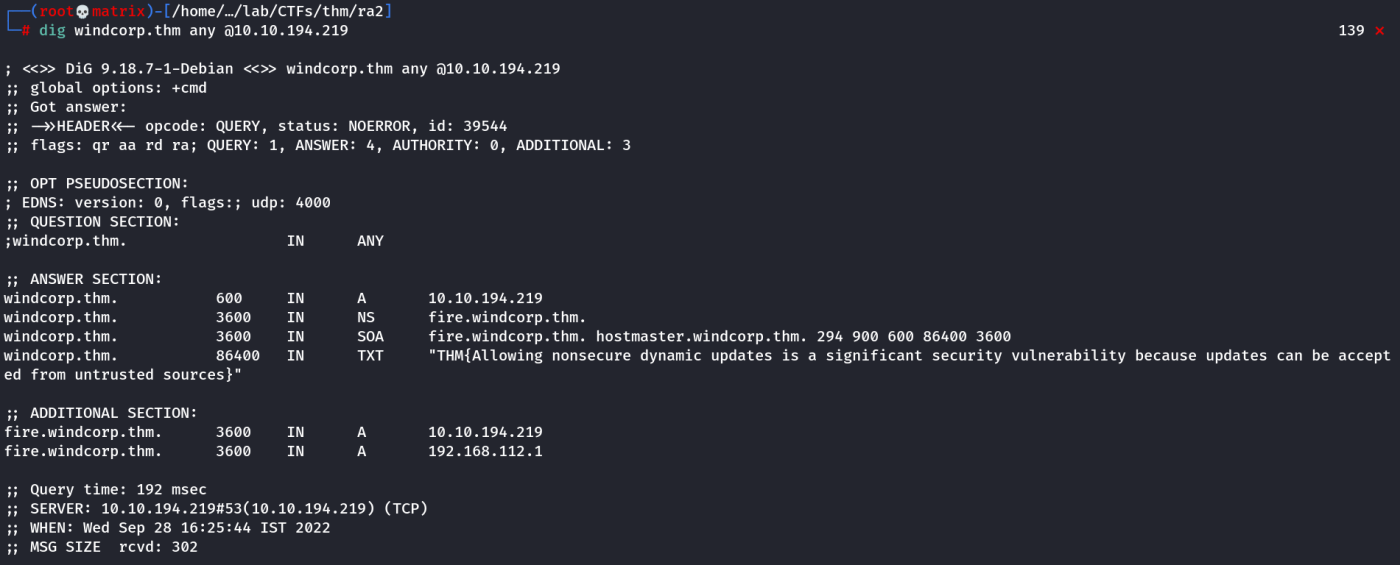 ┌──(root💀matrix)-[/home/…/lab/CTFs/thm/ra2]
└─# dig windcorp.thm any @10.10.194.219 139 ⨯
; <<>> DiG 9.18.7-1-Debian <<>> windcorp.thm any @10.10.194.219
;; global options: +cmd
;; Got answer:
;; ->>HEADER<<- opcode: QUERY, status: NOERROR, id: 39544
;; flags: qr aa rd ra; QUERY: 1, ANSWER: 4, AUTHORITY: 0, ADDITIONAL: 3
;; OPT PSEUDOSECTION:
; EDNS: version: 0, flags:; udp: 4000
;; QUESTION SECTION:
;windcorp.thm. IN ANY
;; ANSWER SECTION:
windcorp.thm. 600 IN A 10.10.194.219
windcorp.thm. 3600 IN NS fire.windcorp.thm.
windcorp.thm. 3600 IN SOA fire.windcorp.thm. hostmaster.windcorp.thm. 294 900 600 86400 3600
windcorp.thm. 86400 IN TXT "THM{Allowing nonsecure dynamic updates is a significant security vulnerability because updates can be accept
ed from untrusted sources}"
;; ADDITIONAL SECTION:
fire.windcorp.thm. 3600 IN A 10.10.194.219
fire.windcorp.thm. 3600 IN A 192.168.112.1
;; Query time: 192 msec
;; SERVER: 10.10.194.219#53(10.10.194.219) (TCP)
;; WHEN: Wed Sep 28 16:25:44 IST 2022
;; MSG SIZE rcvd: 302